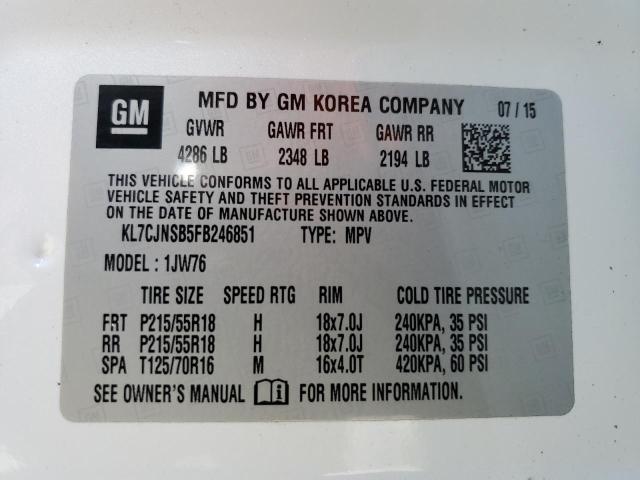 GM
MFD BY GM KOREA COMPANY 07 / 15
GVWR GAWR FRT GAWR RR
4286 LB 2348 LB 2194 LB
THIS VEHICLE CONFORMS TO ALL APPLICABLE U.S. FEDERAL MOTOR
VEHICLE SAFETY AND THEFT PREVENTION STANDARDS IN EFFECT
ON THE DATE OF MANUFACTURE SHOWN ABOVE.
KL7CJNSB5FB246851 TYPE: MPV
MODEL : 1JW76
TIRE SIZE SPEED RTG RIM COLD TIRE PRESSURE
FRT P215/55R18 H 18x7.0J 240KPA, 35 PSI
RR P215/55R18 H 18x7.0J 240KPA, 35 PSI
SPA T125/70R16 M 16x4.0T 420KPA, 60 PSI
SEE OWNER'S MANUAL FOR MORE INFORMATION.